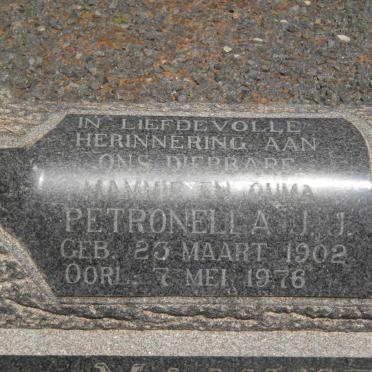 IN LIEFDEVOLLE
HERINNERING AAN
ONS DIERBARE
MAMMIE EN OUMA
PETRONELLA J. J.
GEB. 23 MAART 1902
OORL. 7 MEI 1976